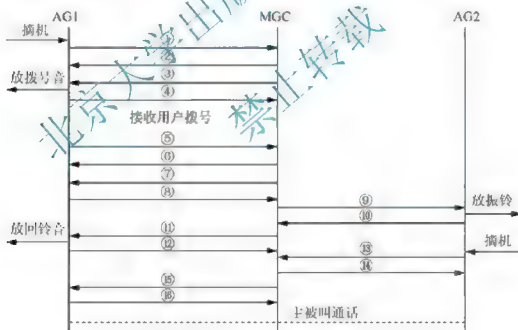 AG1 MGC AG2
摘机
①
②
③
放拨号音
④
接收用户拨号
⑤
⑥
⑦
⑧
⑨
放振铃
⑩
放回铃音
⑪
⑫
⑬
摘机
⑭
⑮
⑯
主被叫通话
北京大学出版
禁止转载